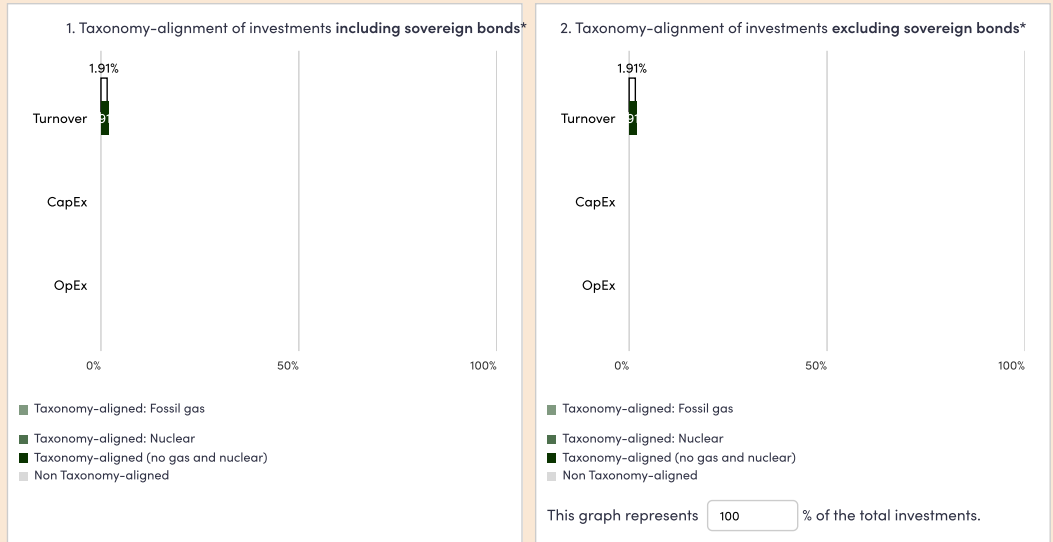 1. Taxonomy-alignment of investments including sovereign bonds*
1.91%
Turnover
CapEx
OpEx
0% 50% 100%
Taxonomy-aligned: Fossil gas
Taxonomy-aligned: Nuclear
Taxonomy-aligned (no gas and nuclear)
Non Taxonomy-aligned
2. Taxonomy-alignment of investments excluding sovereign bonds*
1.91%
Turnover
CapEx
OpEx
0% 50% 100%
Taxonomy-aligned: Fossil gas
Taxonomy-aligned: Nuclear
Taxonomy-aligned (no gas and nuclear)
Non Taxonomy-aligned
This graph represents 100 % of the total investments.